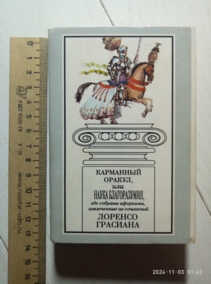 КАРМАННЫЙ
ОРАКУЛ,
или
НАУКА БЛАГОРАЗУМИЯ,
где собраны афоризмы,
извлеченные из сочинений
ЛОРЕНСО
ГРАСИАНА
2024-11-03 01:43